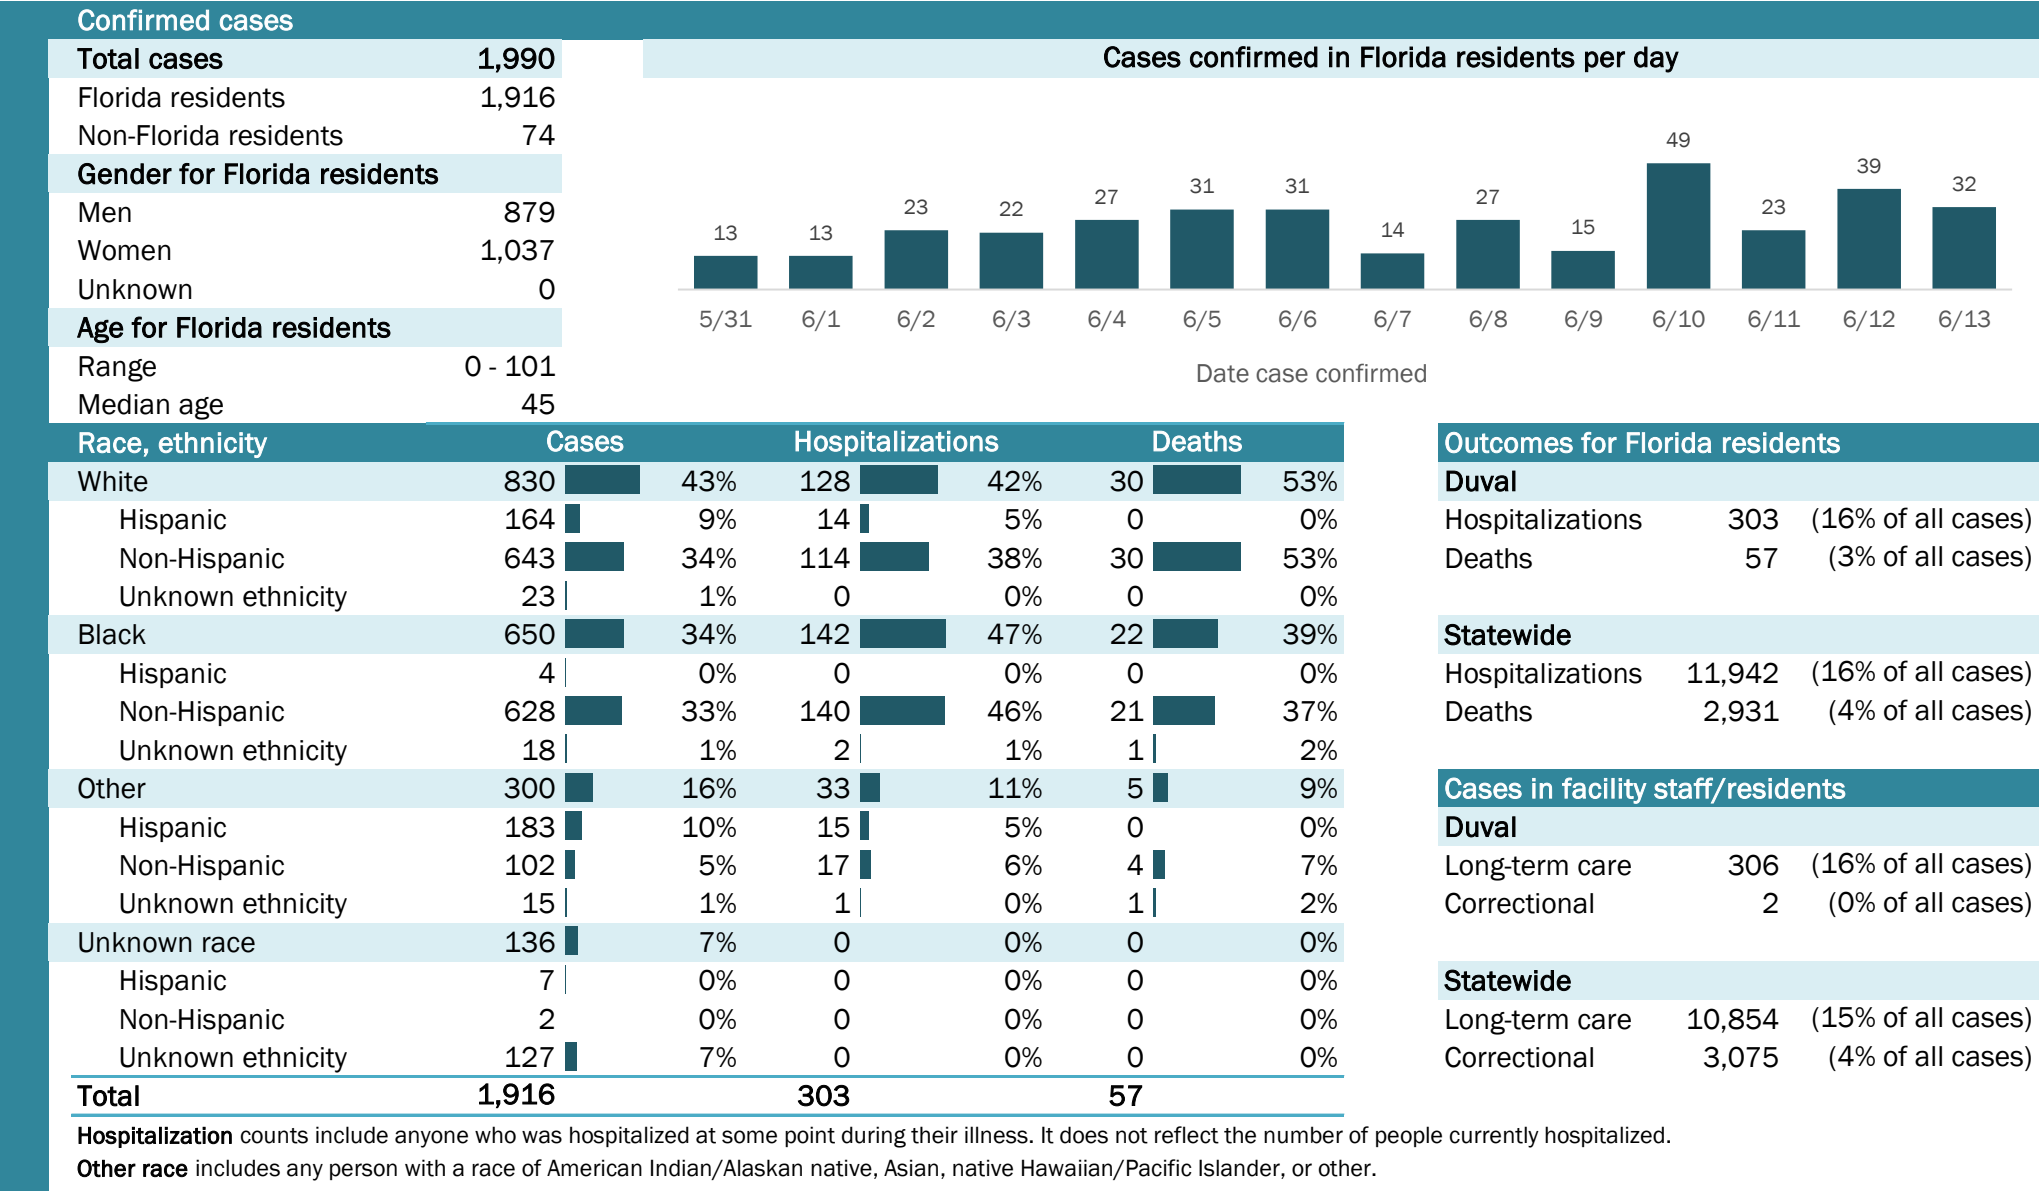 Confirmed cases
Total cases 1,990
Florida residents 1,916
Non-Florida residents 74
Gender for Florida residents
Men 879
Women 1,037
Unknown 0
Age for Florida residents
Range 0 - 101
Median age 45
Cases confirmed in Florida residents per day
13 13 23 22 27 31 31 14 27 15 49 23 39 32
5/31 6/1 6/2 6/3 6/4 6/5 6/6 6/7 6/8 6/9 6/10 6/11 6/12 6/13
Date case confirmed
Race, ethnicity Cases Hospitalizations Deaths
White 830 43% 128 42% 30 53%
Hispanic 164 9% 14 5% 0 0%
Non-Hispanic 643 34% 114 38% 30 53%
Unknown ethnicity 23 1% 0 0% 0 0%
Black 650 34% 142 47% 22 39%
Hispanic 4 0% 0 0% 0 0%
Non-Hispanic 628 33% 140 46% 21 37%
Unknown ethnicity 18 1% 2 1% 1 2%
Other 300 16% 33 11% 5 9%
Hispanic 183 10% 15 5% 0 0%
Non-Hispanic 102 5% 17 6% 4 7%
Unknown ethnicity 15 1% 1 0% 1 2%
Unknown race 136 7% 0 0% 0 0%
Hispanic 7 0% 0 0% 0 0%
Non-Hispanic 2 0% 0 0% 0 0%
Unknown ethnicity 127 7% 0 0% 0 0%
Total 1,916 303 57
Outcomes for Florida residents
Duval
Hospitalizations 303 (16% of all cases)
Deaths 57 (3% of all cases)
Statewide
Hospitalizations 11,942 (16% of all cases)
Deaths 2,931 (4% of all cases)
Cases in facility staff/residents
Duval
Long-term care 306 (16% of all cases)
Correctional 2 (0% of all cases)
Statewide
Long-term care 10,854 (15% of all cases)
Correctional 3,075 (4% of all cases)
Hospitalization counts include anyone who was hospitalized at some point during their illness. It does not reflect the number of people currently hospitalized.
Other race includes any person with a race of American Indian/Alaskan native, Asian, native Hawaiian/Pacific Islander, or other.